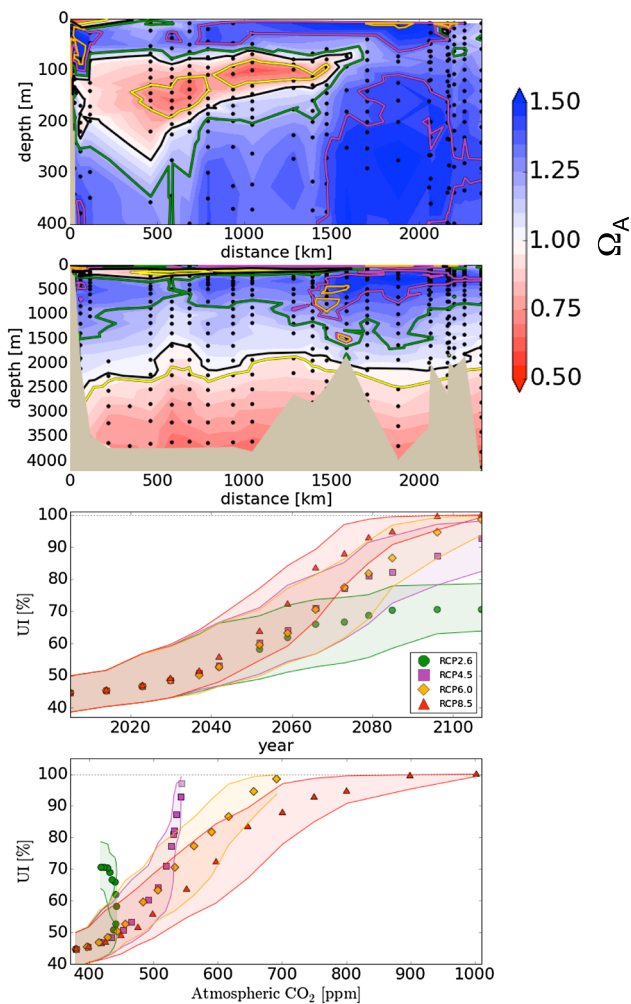 0
100
200
300
400
depth [m]
0 500 1000 1500 2000
distance [km]
0
500
1000
1500
2000
2500
3000
3500
4000
depth [m]
0 500 1000 1500 2000
distance [km]
1.50
1.25
1.00
0.75
0.50
ΩA
100
90
80
70
60
50
40
UI [%]
RCP2.6
RCP4.5
RCP6.0
RCP8.5
2020 2040 2060 2080 2100
year
100
90
80
70
60
50
40
UI [%]
400 500 600 700 800 900 1000
Atmospheric CO2 [ppm]